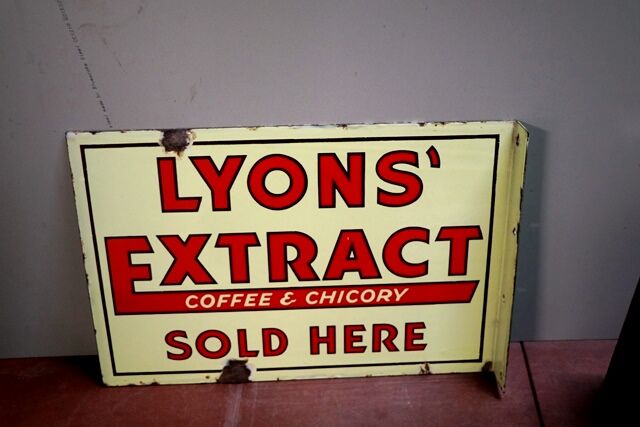 LYONS'
EXTRACT
COFFEE & CHICORY
SOLD HERE